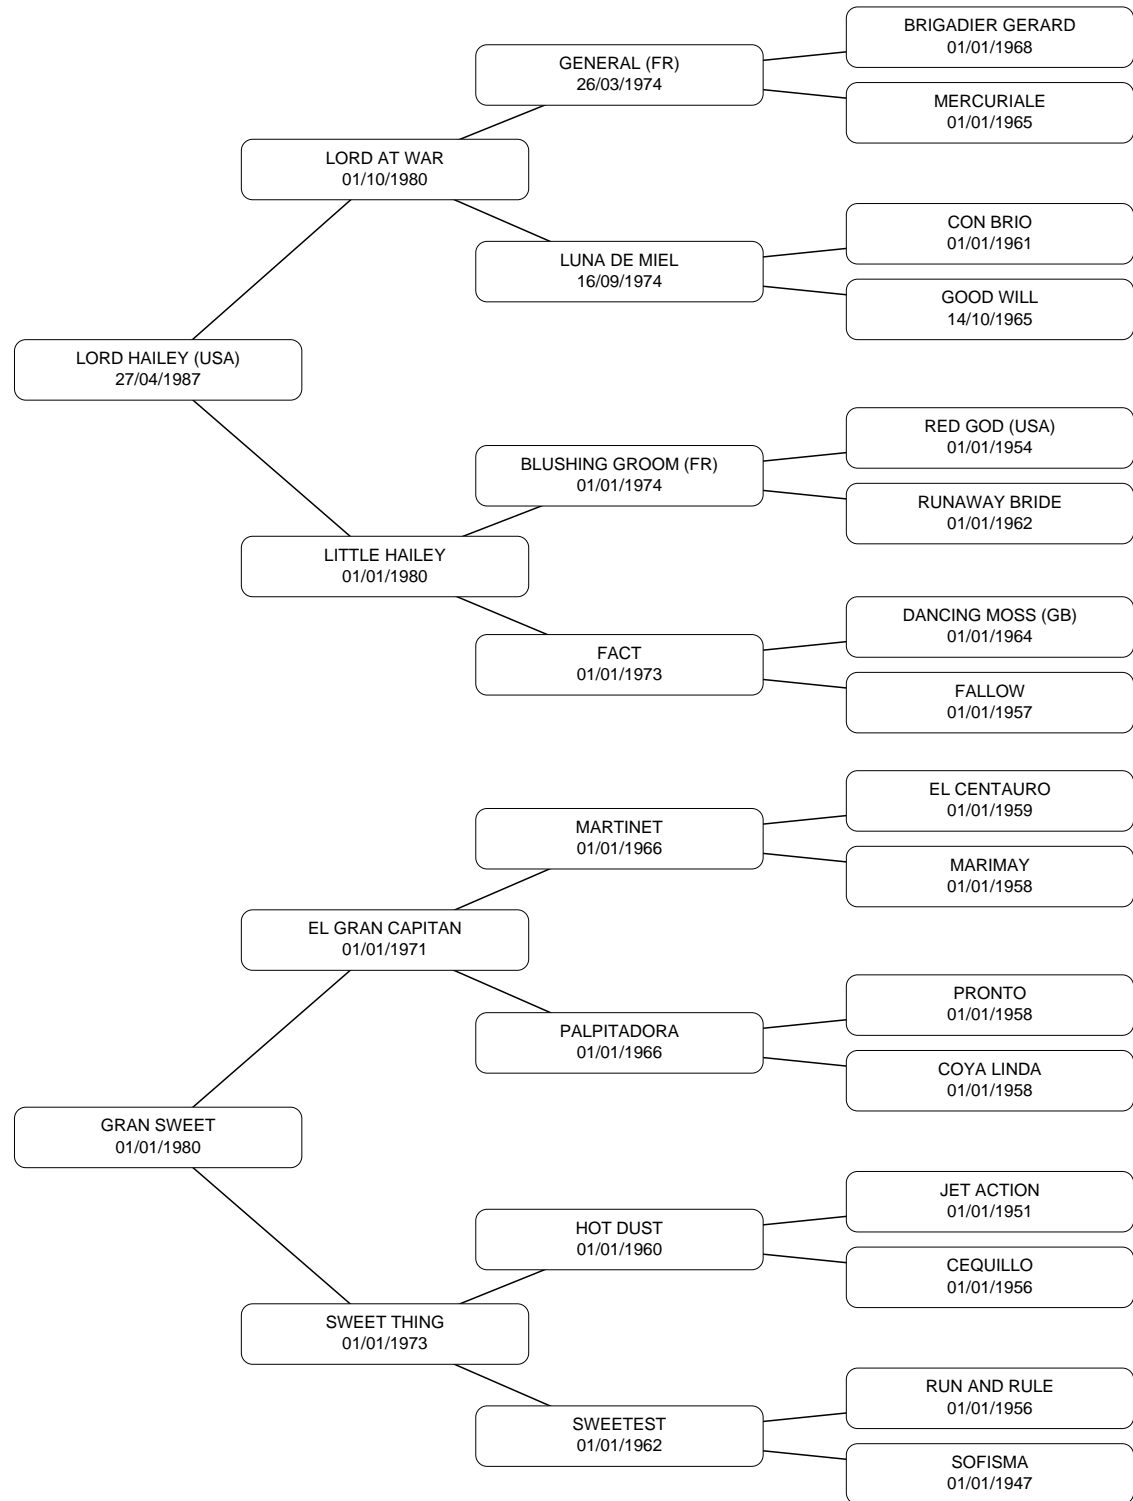 BRIGADIER GERARD
01/01/1968
GENERAL (FR)
26/03/1974
MERCURIALE
01/01/1965
LORD AT WAR
01/10/1980
CON BRIO
01/01/1961
LUNA DE MIEL
16/09/1974
GOOD WILL
14/10/1965
LORD HAILEY (USA)
27/04/1987
RED GOD (USA)
01/01/1954
BLUSHING GROOM (FR)
01/01/1974
RUNAWAY BRIDE
01/01/1962
LITTLE HAILEY
01/01/1980
DANCING MOSS (GB)
01/01/1964
FACT
01/01/1973
FALLOW
01/01/1957
EL CENTAURO
01/01/1959
MARTINET
01/01/1966
MARIMAY
01/01/1958
EL GRAN CAPITAN
01/01/1971
PRONTO
01/01/1958
PALPITADORA
01/01/1966
COYA LINDA
01/01/1958
GRAN SWEET
01/01/1980
JET ACTION
01/01/1951
HOT DUST
01/01/1960
CEQUILLO
01/01/1956
SWEET THING
01/01/1973
RUN AND RULE
01/01/1956
SWEETEST
01/01/1962
SOFISMA
01/01/1947